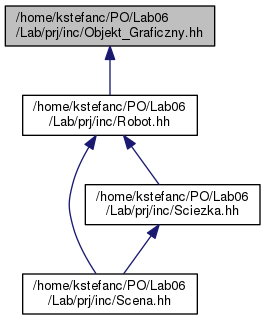 /home/kstefanc/PO/Lab06
/Lab/prj/inc/Objekt_Graficzny.hh
/home/kstefanc/PO/Lab06
/Lab/prj/inc/Robot.hh
/home/kstefanc/PO/Lab06
/Lab/prj/inc/Sciezka.hh
/home/kstefanc/PO/Lab06
/Lab/prj/inc/Scena.hh